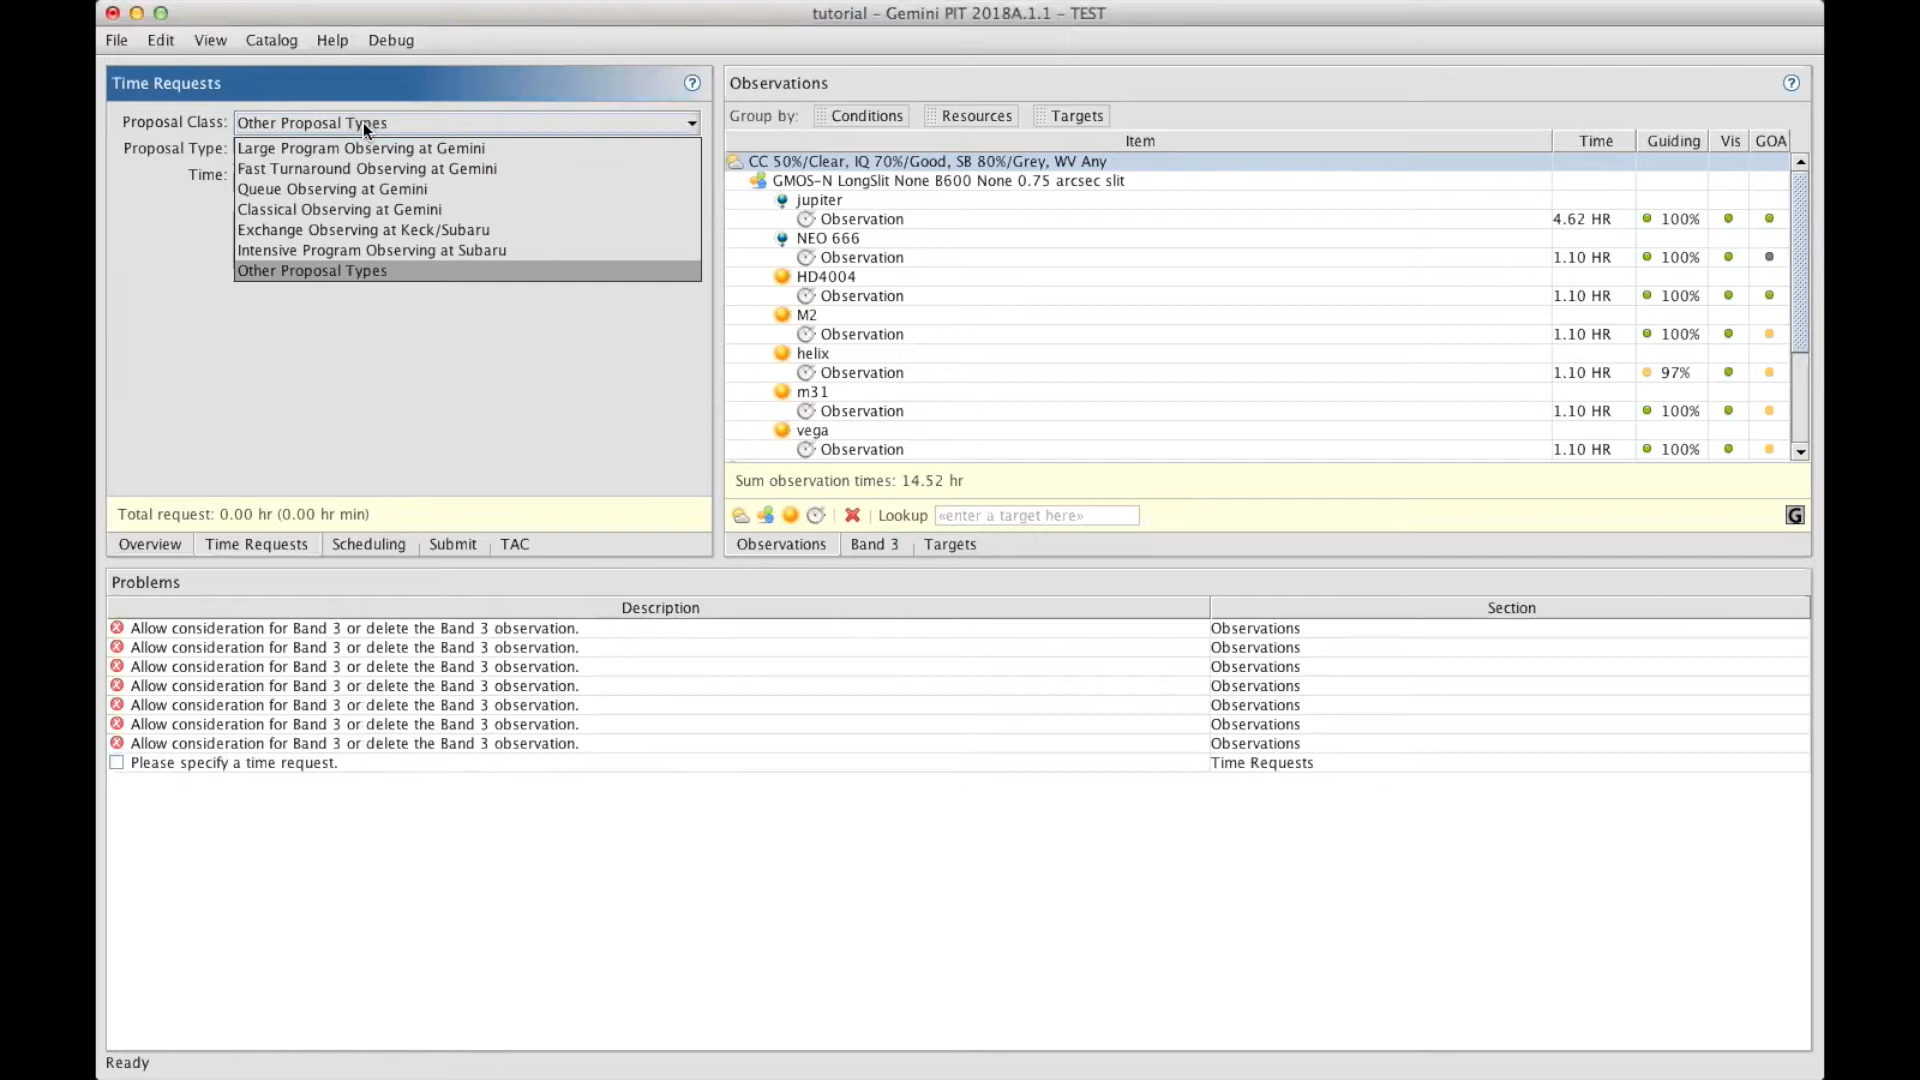 tutorial – Gemini PIT 2018A.1.1 – TEST
File Edit View Catalog Help Debug
Time Requests ?
Proposal Class: Other Proposal Types
Proposal Type:
Time:
Large Program Observing at Gemini
Fast Turnaround Observing at Gemini
Queue Observing at Gemini
Classical Observing at Gemini
Exchange Observing at Keck/Subaru
Intensive Program Observing at Subaru
Other Proposal Types
Total request: 0.00 hr (0.00 hr min)
Overview Time Requests Scheduling Submit TAC
Observations ?
Group by: Conditions Resources Targets
Item Time Guiding Vis GOA
CC 50%/Clear, IQ 70%/Good, SB 80%/Grey, WV Any
GMOS-N LongSlit None B600 None 0.75 arcsec slit
jupiter
Observation 4.62 HR 100%
NEO 666
Observation 1.10 HR 100%
HD4004
Observation 1.10 HR 100%
M2
Observation 1.10 HR 100%
helix
Observation 1.10 HR 97%
m31
Observation 1.10 HR 100%
vega
Observation 1.10 HR 100%
Sum observation times: 14.52 hr
Lookup «enter a target here» G
Observations Band 3 Targets
Problems
Description Section
Allow consideration for Band 3 or delete the Band 3 observation. Observations
Allow consideration for Band 3 or delete the Band 3 observation. Observations
Allow consideration for Band 3 or delete the Band 3 observation. Observations
Allow consideration for Band 3 or delete the Band 3 observation. Observations
Allow consideration for Band 3 or delete the Band 3 observation. Observations
Allow consideration for Band 3 or delete the Band 3 observation. Observations
Allow consideration for Band 3 or delete the Band 3 observation. Observations
Please specify a time request. Time Requests
Ready